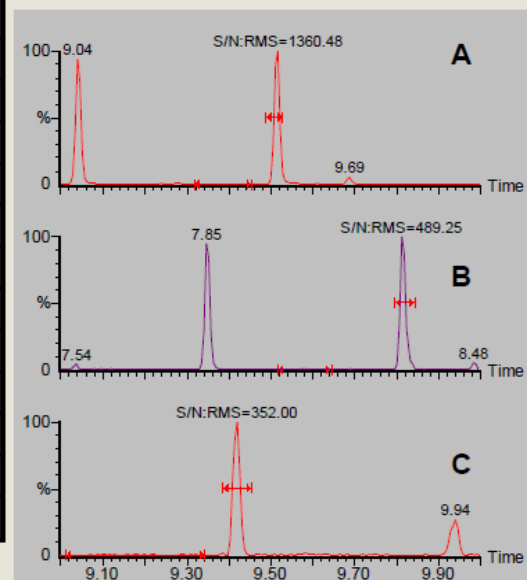 S/N:RMS=1360.48
A
100
9.04
%
9.69
0
Time
S/N:RMS=489.25
B
100
7.85
%
7.54
8.48
0
Time
S/N:RMS=352.00
C
100
%
9.94
0
Time
9.10 9.30 9.50 9.70 9.90